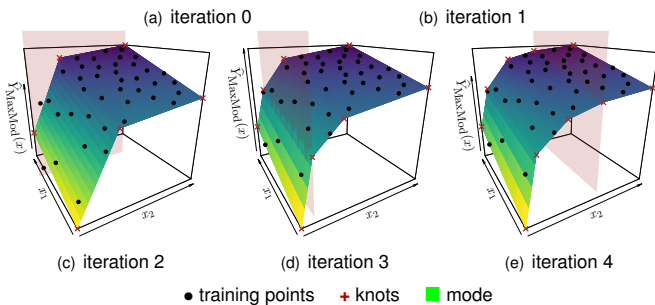 (a) iteration 0
(b) iteration 1
Ŷ_MaxMod(x)
x₁
x₂
Ŷ_MaxMod(x)
x₁
x₂
Ŷ_MaxMod(x)
x₁
x₂
(c) iteration 2
(d) iteration 3
(e) iteration 4
training points
knots
mode